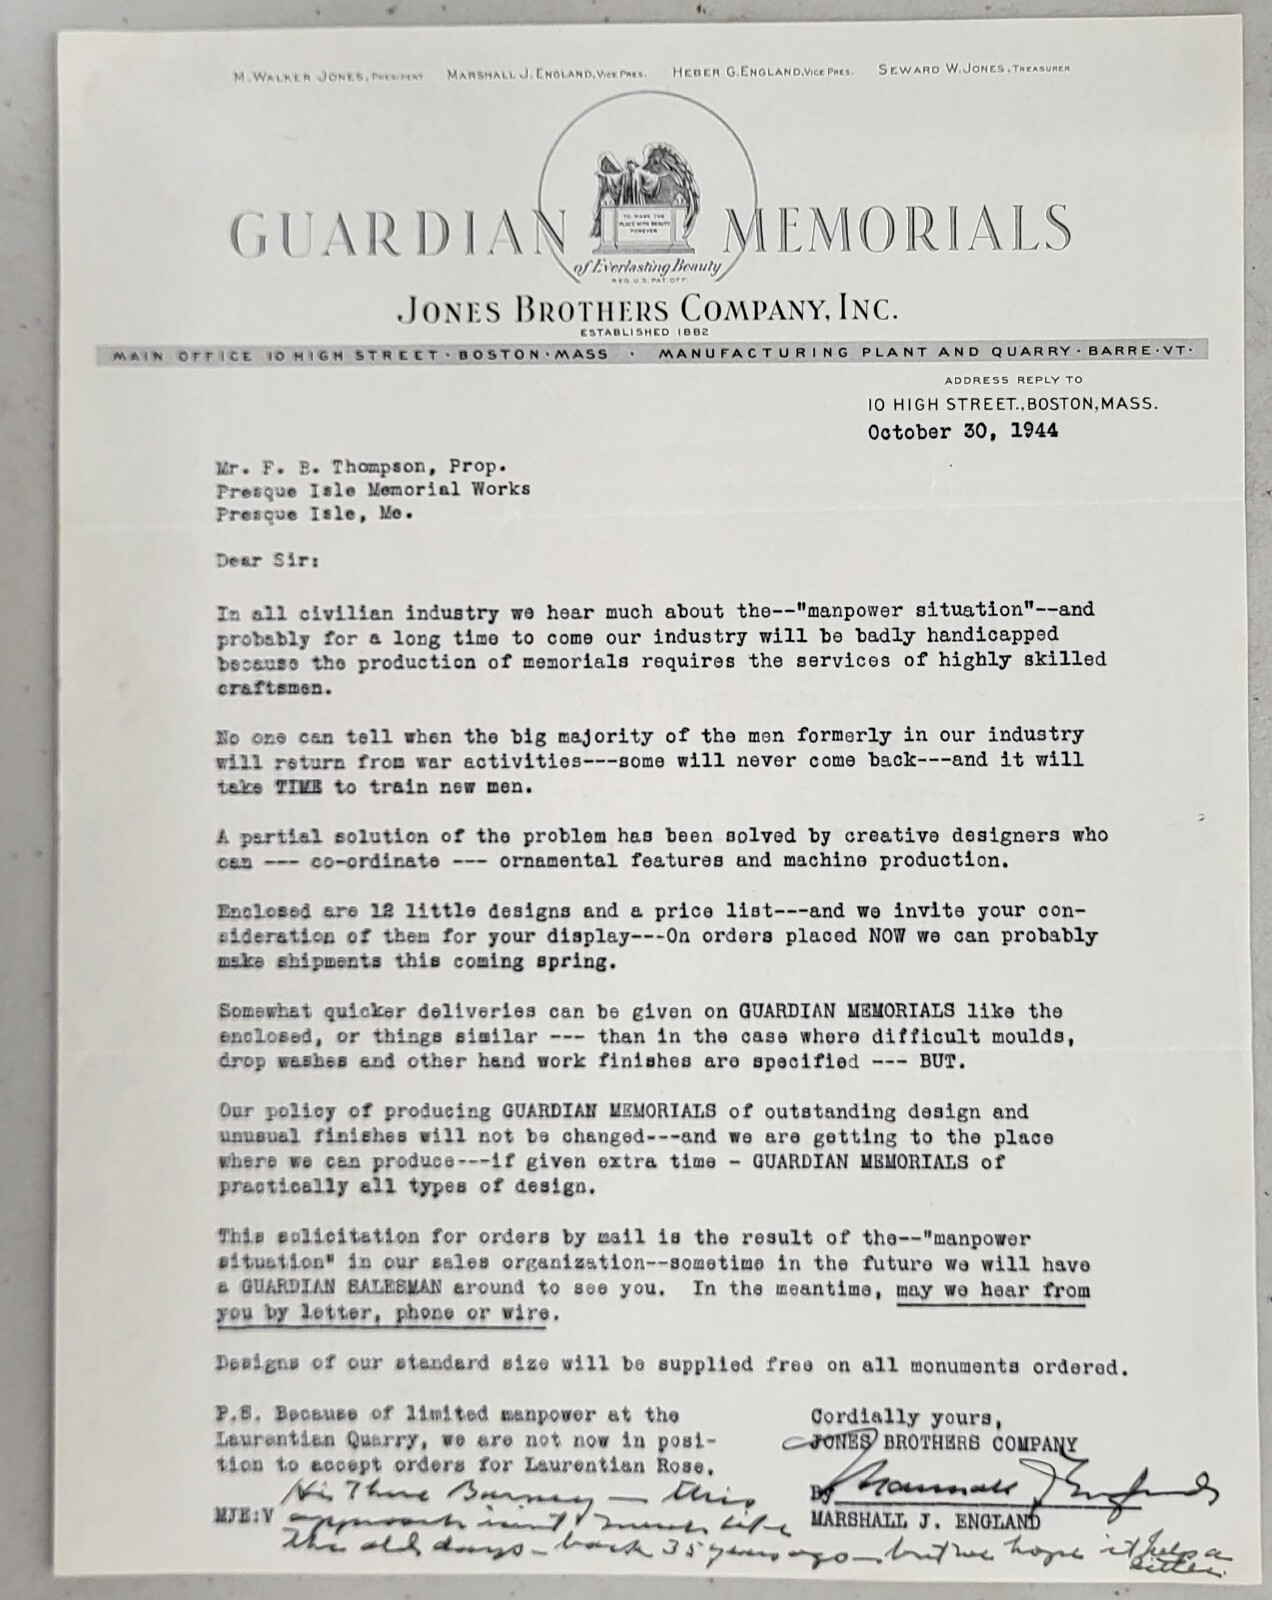 M. WALKER JONES, PRESIDENT MARSHALL J. ENGLAND, VICE PRES. HEBER G. ENGLAND, VICE PRES. SEWARD W. JONES, TREASURER
GUARDIAN MEMORIALS
TO MARK THE
PLACE WITH BEAUTY
FOREVER
of Everlasting Beauty
REG. U.S. PAT. OFF.
JONES BROTHERS COMPANY, INC.
ESTABLISHED 1882
MAIN OFFICE 10 HIGH STREET · BOSTON · MASS · MANUFACTURING PLANT AND QUARRY · BARRE · VT ·
ADDRESS REPLY TO
10 HIGH STREET., BOSTON, MASS.
October 30, 1944
Mr. F. B. Thompson, Prop.
Presque Isle Memorial Works
Presque Isle, Me.
Dear Sir:
In all civilian industry we hear much about the--"manpower situation"--and
probably for a long time to come our industry will be badly handicapped
because the production of memorials requires the services of highly skilled
craftsmen.
No one can tell when the big majority of the men formerly in our industry
will return from war activities---some will never come back---and it will
take TIME to train new men.
A partial solution of the problem has been solved by creative designers who
can --- co-ordinate --- ornamental features and machine production.
Enclosed are 12 little designs and a price list---and we invite your con-
sideration of them for your display---On orders placed NOW we can probably
make shipments this coming spring.
Somewhat quicker deliveries can be given on GUARDIAN MEMORIALS like the
enclosed, or things similar --- than in the case where difficult moulds,
drop washes and other hand work finishes are specified --- BUT.
Our policy of producing GUARDIAN MEMORIALS of outstanding design and
unusual finishes will not be changed---and we are getting to the place
where we can produce---if given extra time - GUARDIAN MEMORIALS of
practically all types of design.
This solicitation for orders by mail is the result of the--"manpower
situation" in our sales organization--sometime in the future we will have
a GUARDIAN SALESMAN around to see you. In the meantime, may we hear from
you by letter, phone or wire.
Designs of our standard size will be supplied free on all monuments ordered.
P.S. Because of limited manpower at the
Laurentian Quarry, we are not now in posi-
tion to accept orders for Laurentian Rose.
Cordially yours,
JONES BROTHERS COMPANY
By Marshall J England
MARSHALL J. ENGLAND
MJE:V
Hi There Barney — this
approach isn't much like
the old days — back 35 years ago — but we hope it helps a
little.